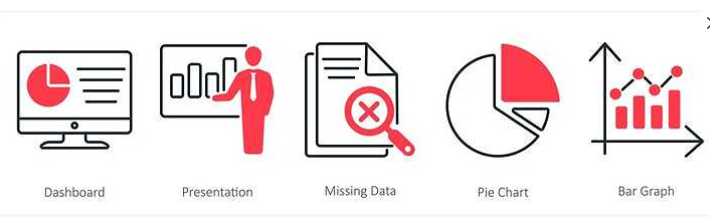 Dashboard
Presentation
Missing Data
Pie Chart
Bar Graph